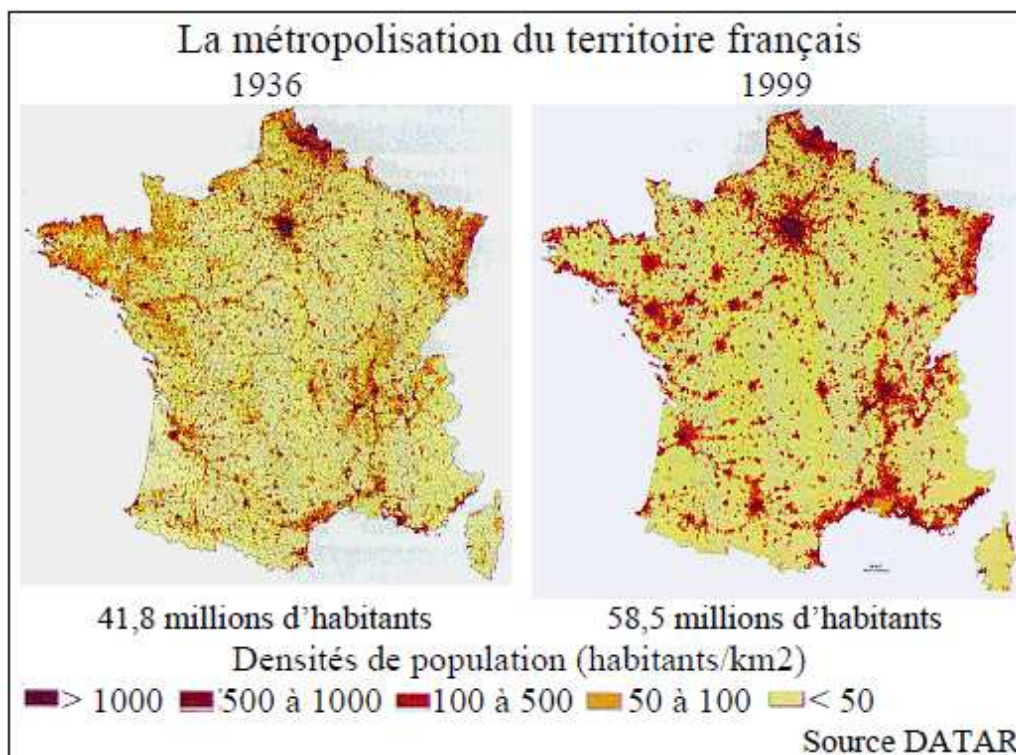 La métropolisation du territoire français
1936
1999
41,8 millions d'habitants
58,5 millions d'habitants
Densités de population (habitants/km2)
> 1000 500 à 1000 100 à 500 50 à 100 < 50
Source DATAR